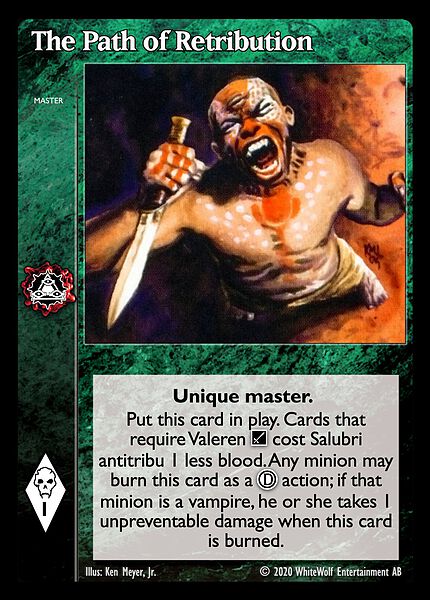 The Path of Retribution
MASTER
Unique master.
Put this card in play. Cards that
require Valeren cost Salubri
antitribu 1 less blood. Any minion may
burn this card as a D action; if that
minion is a vampire, he or she takes 1
unpreventable damage when this card
is burned.
1
Illus: Ken Meyer, Jr.
© 2020 WhiteWolf Entertainment AB